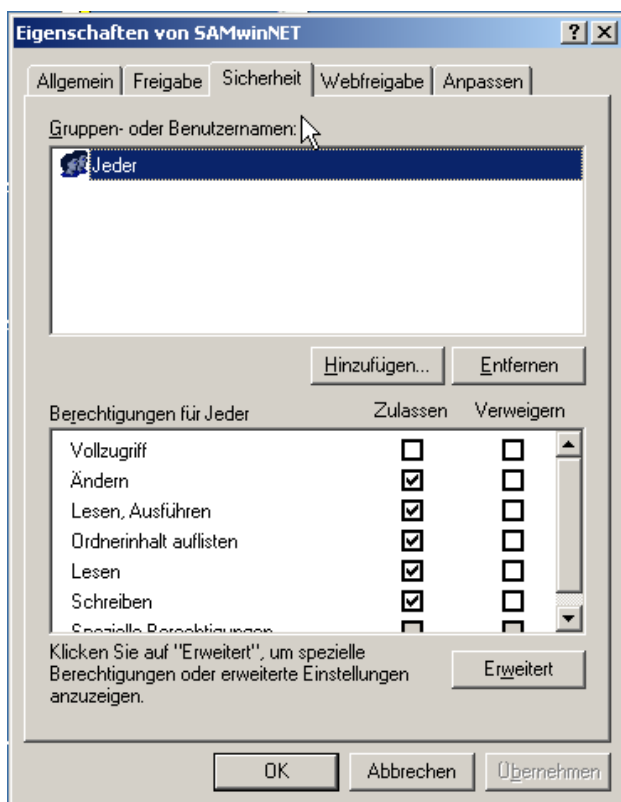 Eigenschaften von SAMwinNET
Allgemein Freigabe Sicherheit Webfreigabe Anpassen
Gruppen- oder Benutzernamen:
Jeder
Hinzufügen... Entfernen
Berechtigungen für Jeder Zulassen Verweigern
Vollzugriff
Ändern
Lesen, Ausführen
Ordnerinhalt auflisten
Lesen
Schreiben
Spezielle Berechtigungen
Klicken Sie auf "Erweitert", um spezielle
Berechtigungen oder erweiterte Einstellungen
anzuzeigen.
Erweitert
OK Abbrechen Übernehmen